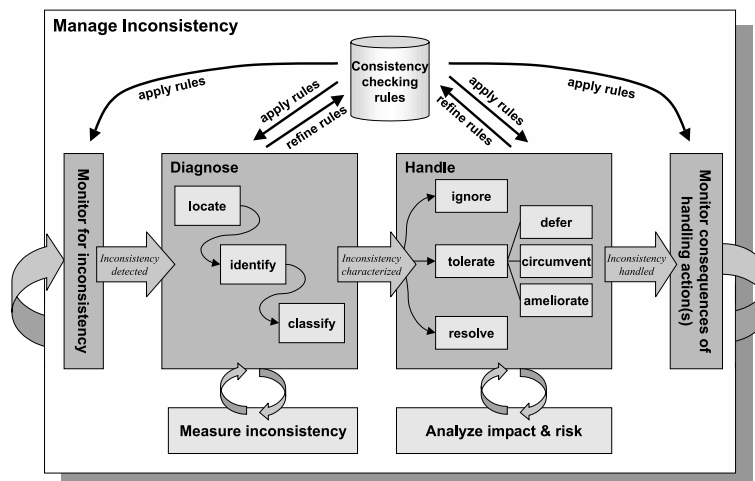 Manage Inconsistency
Consistency
checking
rules
apply rules
apply rules
refine rules
apply rules
refine rules
apply rules
Monitor for inconsistency
Inconsistency
detected
Diagnose
locate
identify
classify
Inconsistency
characterized
Handle
ignore
tolerate
resolve
defer
circumvent
ameliorate
Inconsistency
handled
Monitor consequences of
handling action(s)
Measure inconsistency
Analyze impact & risk